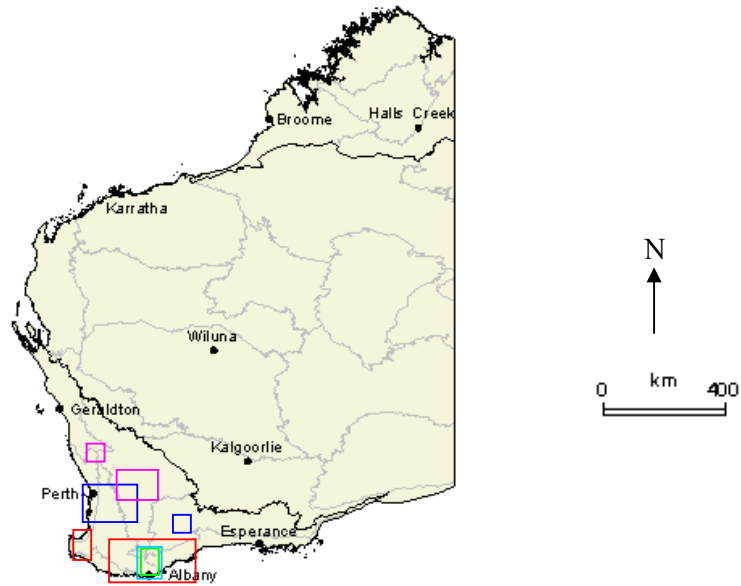 Broome
Halls Creek
Karratha
N
Wiluna
km
0 400
Geraldton
Kalgoorlie
Perth
Esperance
Albany